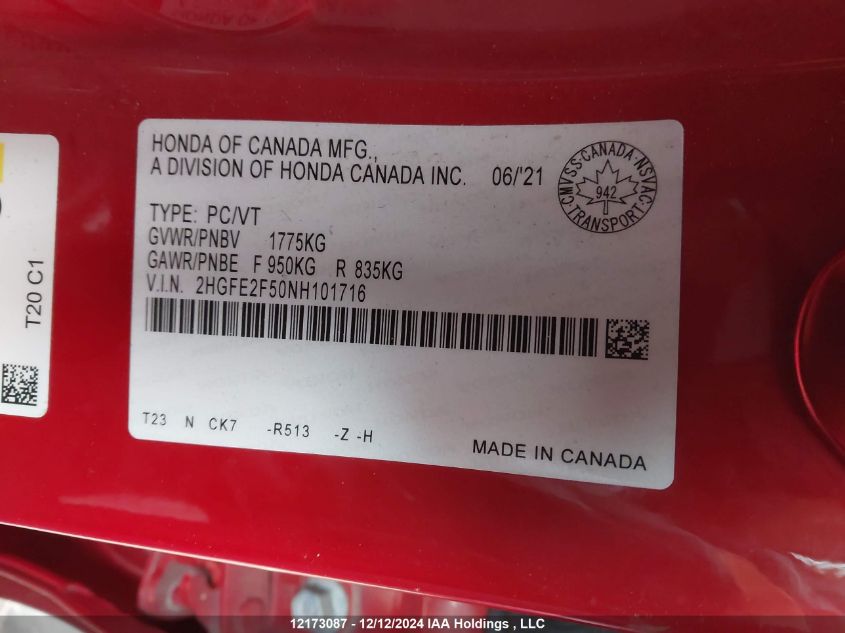 HONDA OF CANADA MFG.,
A DIVISION OF HONDA CANADA INC. 06/'21
CMVSS-CANADA-NSVAC
942
TRANSPORT
TYPE: PC/VT
GVWR/PNBV 1775KG
GAWR/PNBE F 950KG R 835KG
V.I.N. 2HGFE2F50NH101716
T23 N CK7 -R513 -Z -H
MADE IN CANADA
T20 C1
12173087 - 12/12/2024 IAA Holdings , LLC